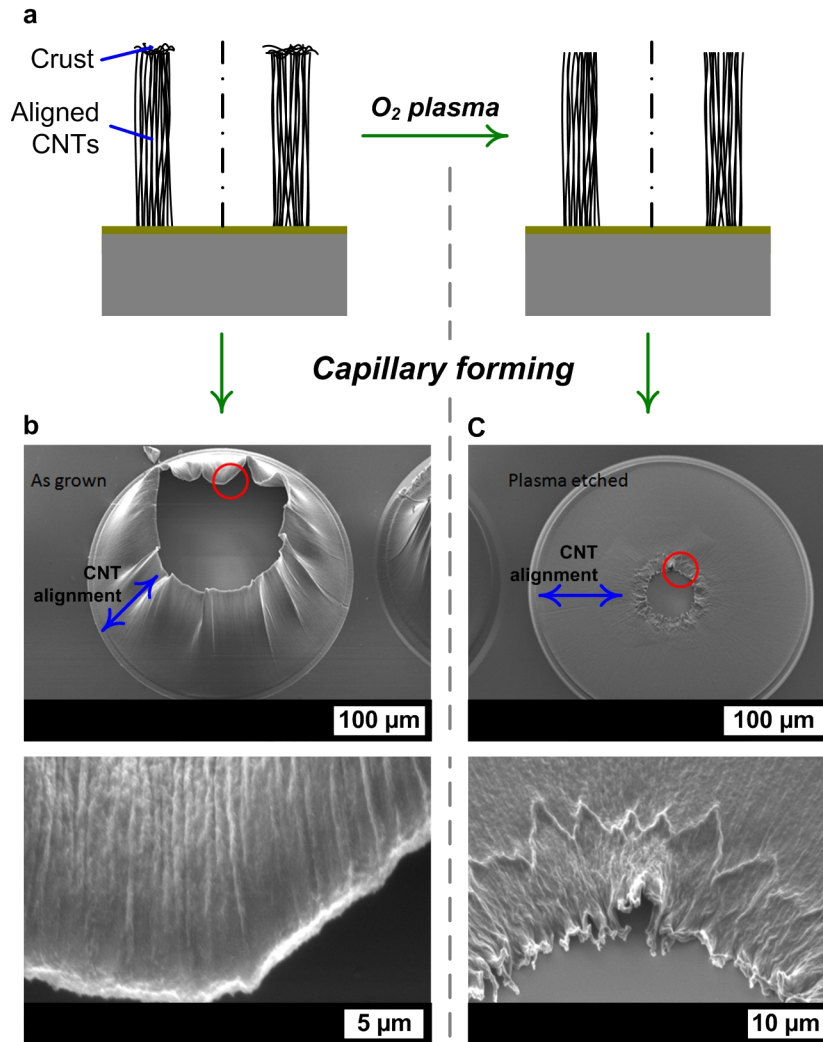 a
Crust
Aligned
CNTs
O₂ plasma
Capillary forming
b
As grown
CNT
alignment
100 µm
5 µm
C
Plasma etched
CNT
alignment
100 µm
10 µm